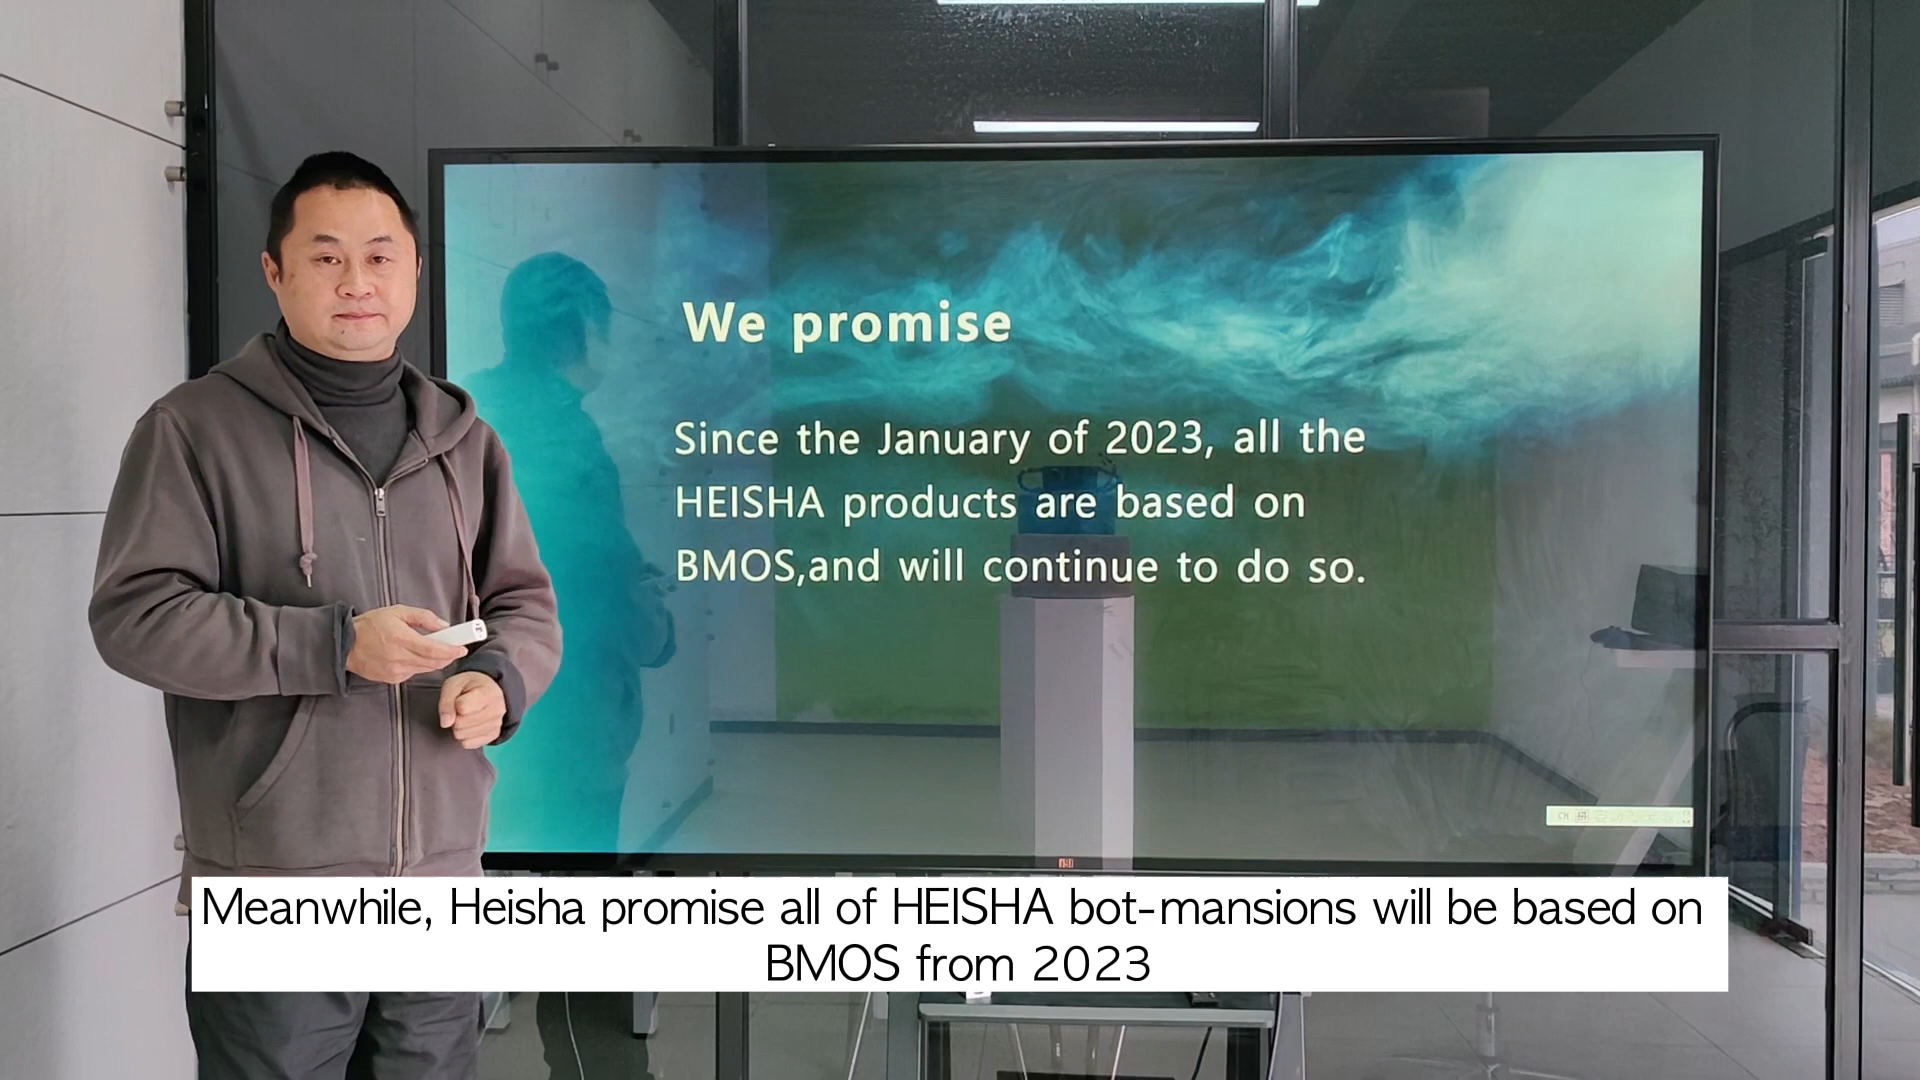 We promise
Since the January of 2023, all the
HEISHA products are based on
BMOS,and will continue to do so.
CH
Meanwhile, Heisha promise all of HEISHA bot-mansions will be based on
BMOS from 2023